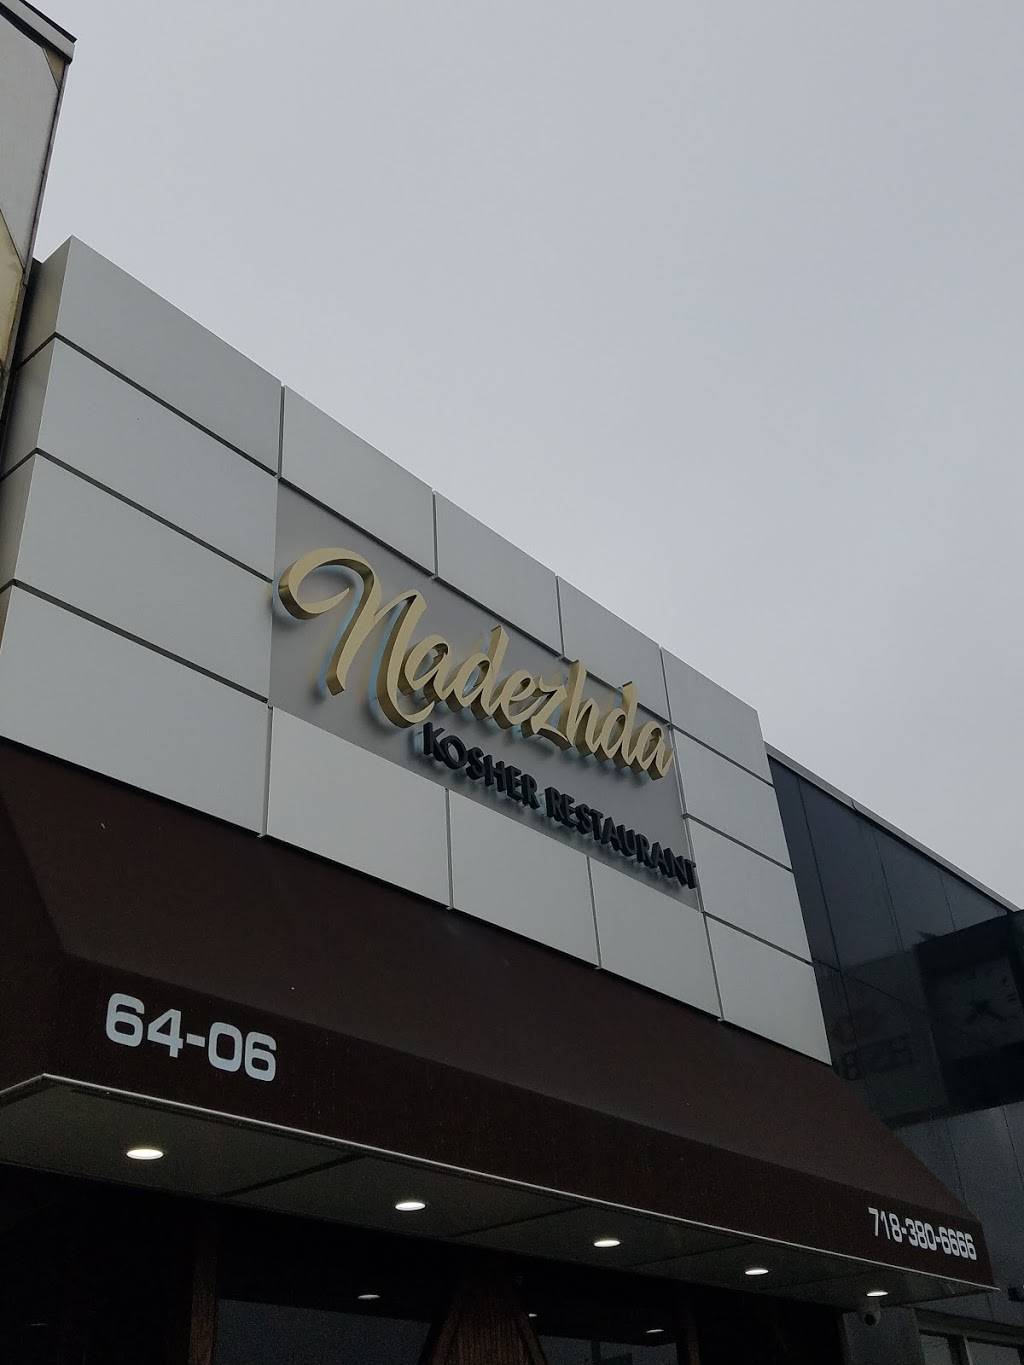 Nadezhda
KOSHER RESTAURANT
64-06
718-380-6666